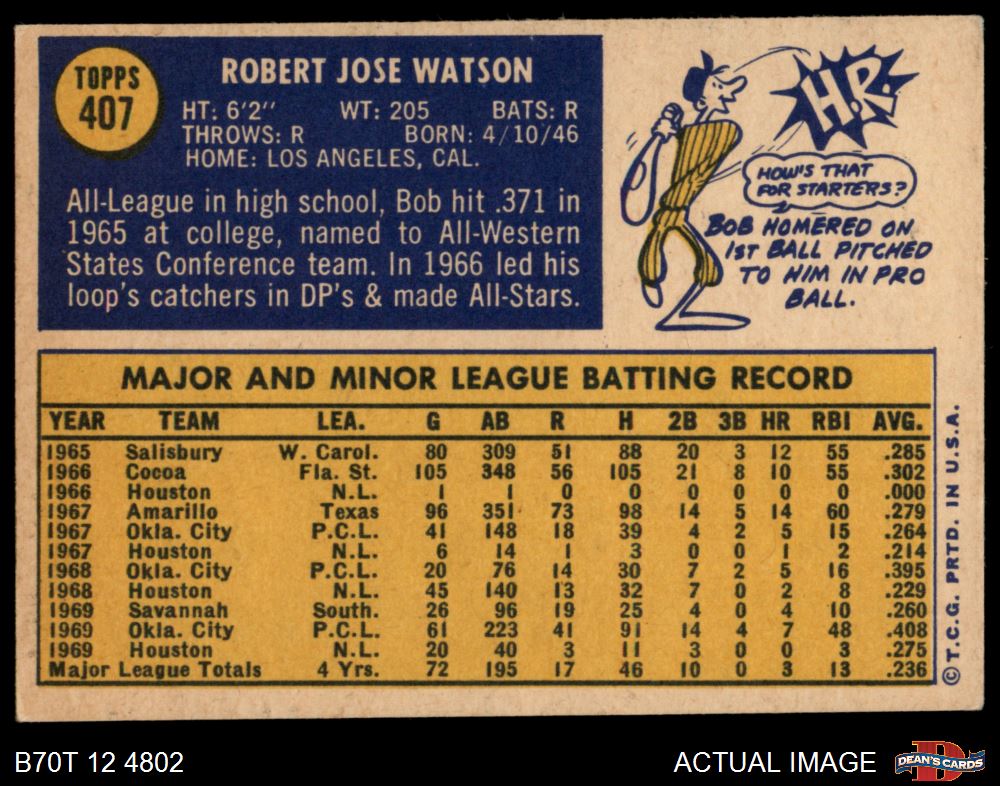 TOPPS
407
ROBERT JOSE WATSON
HT: 6'2" WT: 205 BATS: R
THROWS: R BORN: 4/10/46
HOME: LOS ANGELES, CAL.
All-League in high school, Bob hit .371 in
1965 at college, named to All-Western
States Conference team. In 1966 led his
loop's catchers in DP's & made All-Stars.
H.R.
HOW'S THAT
FOR STARTERS?
BOB HOMERED ON
1ST BALL PITCHED
TO HIM IN PRO
BALL.
MAJOR AND MINOR LEAGUE BATTING RECORD
YEAR TEAM LEA. G AB R H 2B 3B HR RBI AVG.
1965 Salisbury W. Carol. 80 309 51 88 20 3 12 55 .285
1966 Cocoa Fla. St. 105 348 56 105 21 8 10 55 .302
1966 Houston N.L. 1 1 0 0 0 0 0 0 .000
1967 Amarillo Texas 96 351 73 98 14 5 14 60 .279
1967 Okla. City P.C.L. 41 148 18 39 4 2 5 15 .264
1967 Houston N.L. 6 14 1 3 0 0 1 2 .214
1968 Okla. City P.C.L. 20 76 14 30 7 2 5 16 .395
1968 Houston N.L. 45 140 13 32 7 0 2 8 .229
1969 Savannah South. 26 96 19 25 4 0 4 10 .260
1969 Okla. City P.C.L. 61 223 41 91 14 4 7 48 .408
1969 Houston N.L. 20 40 3 11 3 0 0 3 .275
Major League Totals 4 Yrs. 72 195 17 46 10 0 3 13 .236
©T.C.G. PRTD. IN U.S.A.
B70T 12 4802
ACTUAL IMAGE
DEAN'S CARDS